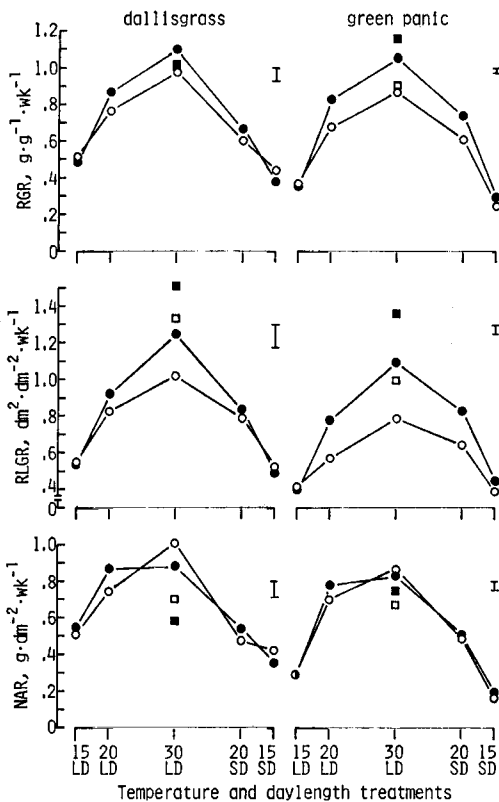 dallisgrass green panic
1.2
1.0
.8
.6
.4
.2
0
RGR, g·g⁻¹·wk⁻¹
1.4
1.2
1.0
0.8
.6
.4
RLGR, dm²·dm⁻²·wk⁻¹
1.0
.8
.6
.4
.2
0
NAR, g·dm⁻²·wk⁻¹
15 20 30 20 15 15 20 30 20 15
LD LD LD SD SD LD LD LD SD SD
Temperature and daylength treatments